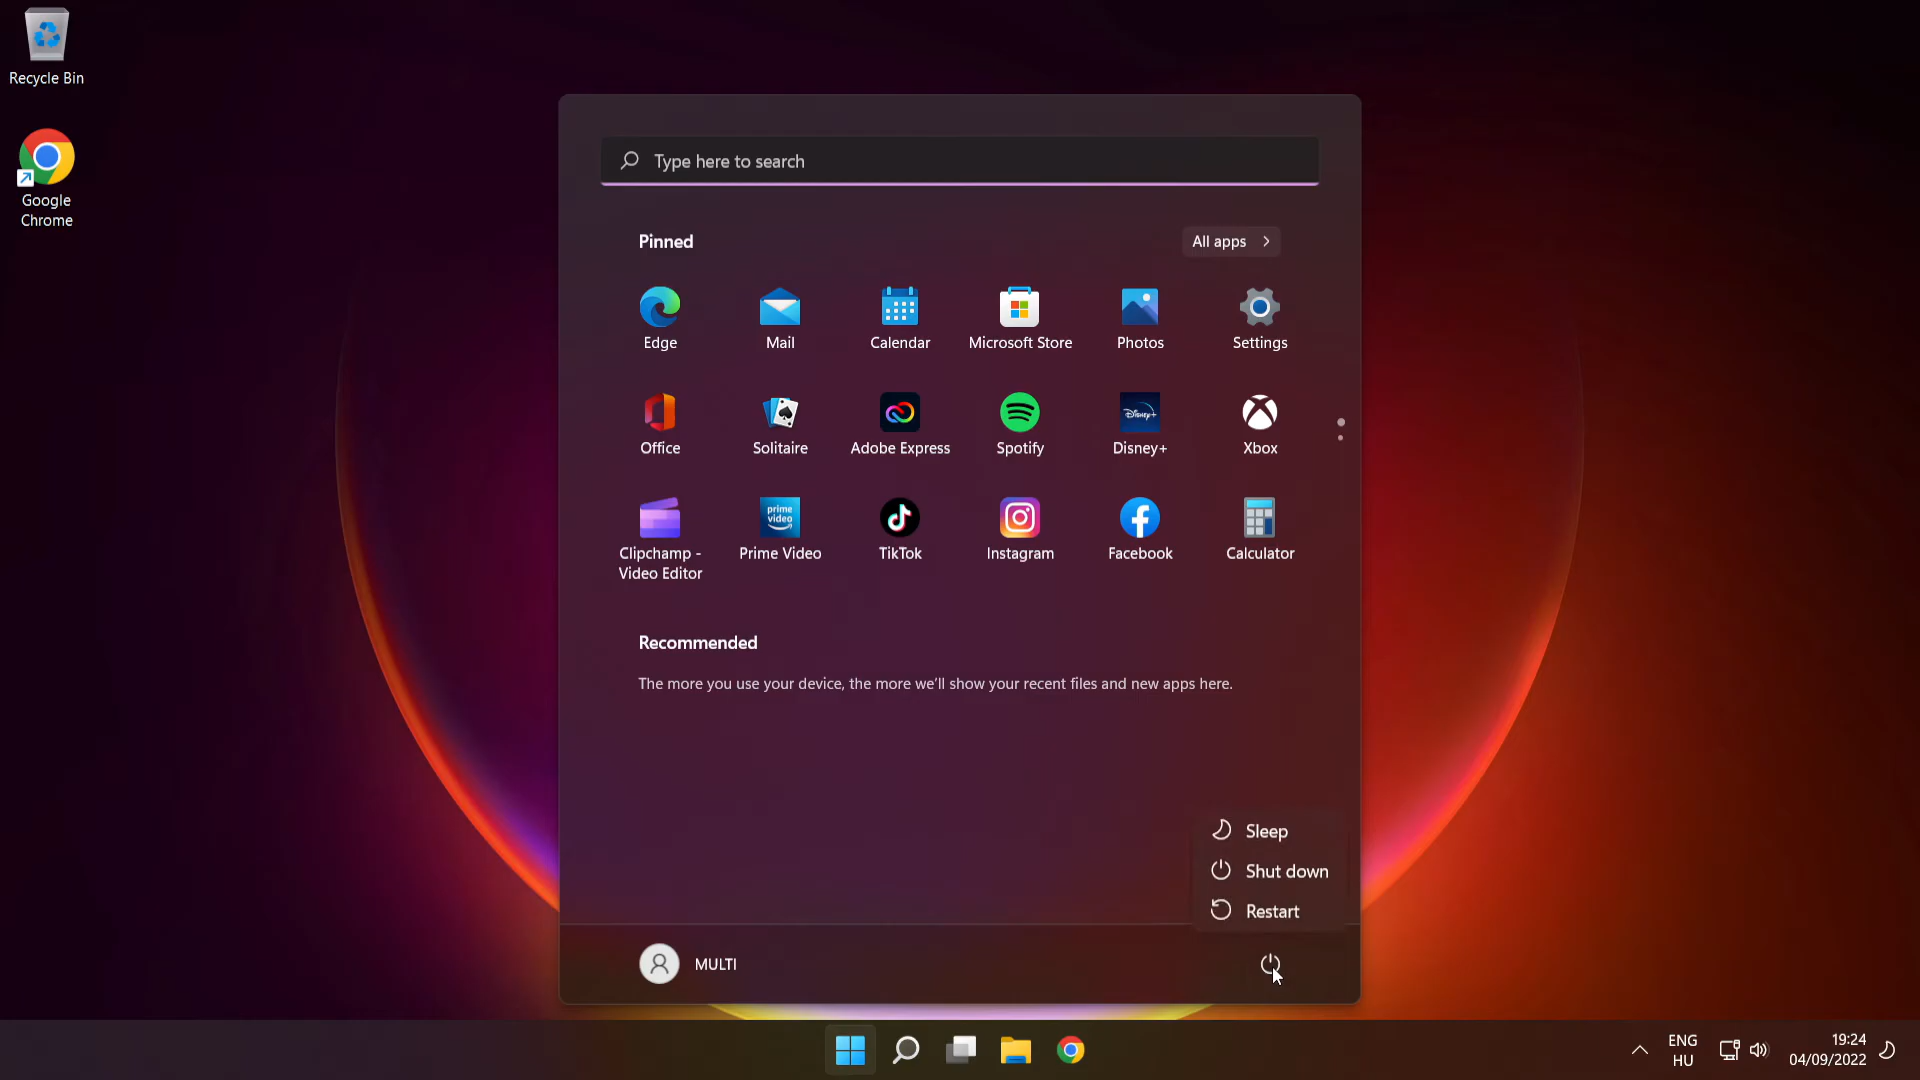 Recycle Bin
Google
Chrome
Type here to search
Pinned
All apps
Edge
Mail
Calendar
Microsoft Store
Photos
Settings
Office
Solitaire
Adobe Express
Disney+
Spotify
Disney+
Xbox
prime
video
Clipchamp -
Video Editor
Prime Video
TikTok
Instagram
Facebook
Calculator
Recommended
The more you use your device, the more we'll show your recent files and new apps here.
Sleep
Shut down
Restart
MULTI
ENG
HU
19:24
04/09/2022